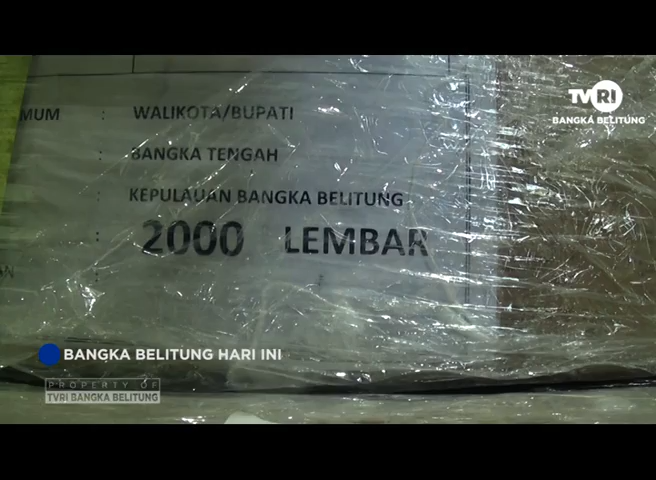 TVRI
BANGKA BELITUNG
MUM : WALIKOTA/BUPATI
: BANGKA TENGAH
: KEPULAUAN BANGKA BELITUNG
: 2000 LEMBAR
AN :
BANGKA BELITUNG HARI INI
PROPERTY OF
TVRI BANGKA BELITUNG